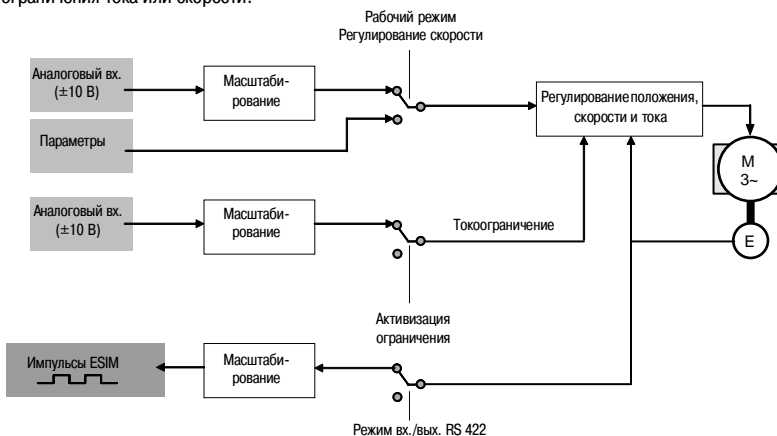 ограничения тока или скорости.
Рабочий режим
Регулирование скорости
Аналоговый вх.
(±10 В)
Масштаби-
рование
Регулирование положения,
скорости и тока
Параметры
М
3~
Аналоговый вх.
(±10 В)
Масштаби-
рование
Токоограничение
E
Активизация
ограничения
Импульсы ESIM
Масштаби-
рование
Режим вх./вых. RS 422